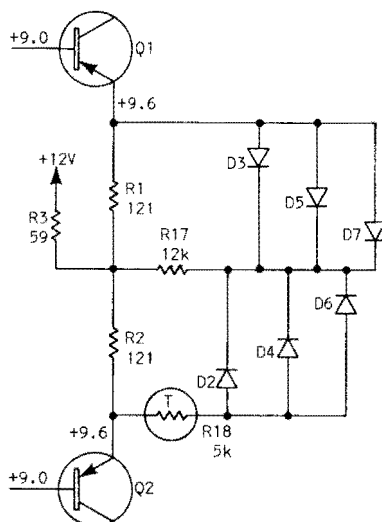 +9.0
Q1
+9.6
+12V
D3
R1
121
D5
R3
59
R17
12k
D7
D6
R2
121
D4
D2
T
+9.6
R18
5k
+9.0
Q2